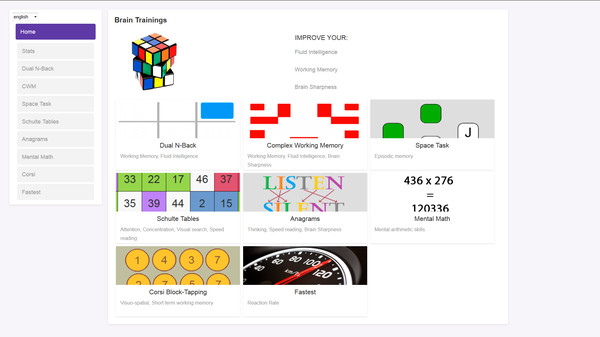 english
Home
Stats
Dual N-Back
CWM
Space Task
Schulte Tables
Anagrams
Mental Math
Corsi
Fastest
Brain Trainings
IMPROVE YOUR:
Fluid Intelligence
Working Memory
Brain Sharpness
Dual N-Back
Working Memory, Fluid Intelligence
Complex Working Memory
Working Memory, Fluid Intelligence, Brain
Sharpness
J
Space Task
Episodic memory
33 22 17 46 37
35 39 44 2 15
Schulte Tables
Attention, Concentration, Visual search, Speed
reading
LISTEN
SILENT
Anagrams
Thinking, Speed reading, Brain Sharpness
436 x 276
=
120336
Mental Math
Mental arithmetic skills
1 4 3 7
2 7 6 7
Corsi Block-Tapping
Visuo-spatial, Short term working memory
40 60 80 100 120
km/h
Fastest
Reaction Rate